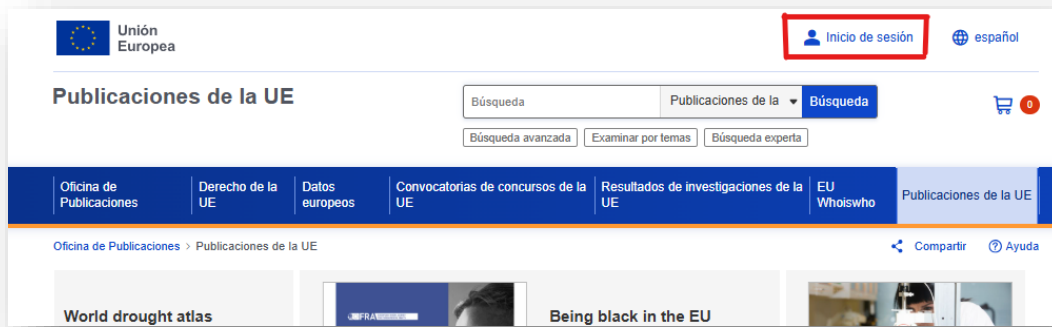 Unión
Europea
Inicio de sesión
español
Publicaciones de la UE
Búsqueda
Publicaciones de la
Búsqueda
0
Búsqueda avanzada
Examinar por temas
Búsqueda experta
Oficina de
Publicaciones
Derecho de la
UE
Datos
europeos
Convocatorias de concursos de la
UE
Resultados de investigaciones de la
UE
EU
Whoiswho
Publicaciones de la UE
Oficina de Publicaciones > Publicaciones de la UE
Compartir
Ayuda
World drought atlas
FRA
Being black in the EU